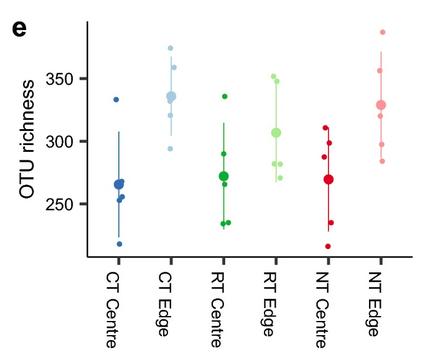 e
OTU richness
350
300
250
CT Centre
CT Edge
RT Centre
RT Edge
NT Centre
NT Edge